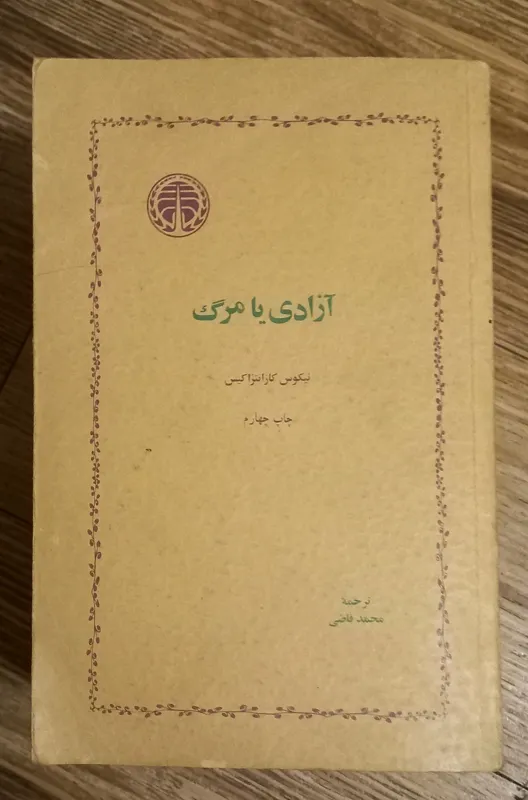 آزادی یا مرگ
نیکوس کازانتزاکیس
چاپ چهارم
ترجمهٔ
محمد قاضی